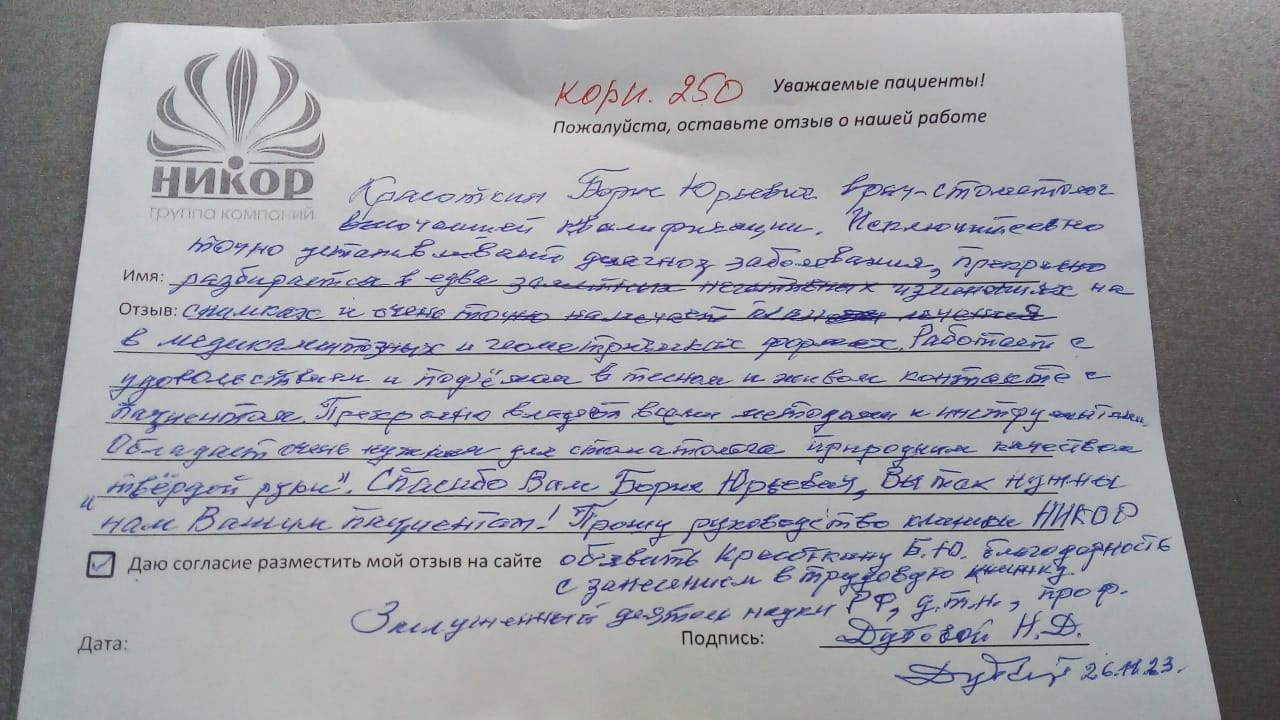 НИКОР
группа компаний
корп. 250
Уважаемые пациенты!
Пожалуйста, оставьте отзыв о нашей работе
Красоткин Борис Юрьевич врач-стоматолог
высочайшей квалификации. Исключительно
точно устанавливает диагноз заболевания, прекрасно
Имя: разбирается в едва заметных негативных изменениях на
Отзыв: снимках и очень точно намечает план лечения
в медикаментозных и геометрических формах. Работает с
удовольствием и подъёмом в тесном и живом контакте с
пациентом. Прекрасно владеет всеми методами и инструментами.
Обладает очень нужным для стоматолога природным качеством
"твёрдой руки". Спасибо Вам Борис Юрьевич, Вы так нужны
нам Вашим пациентам! Прошу руководство клиники НИКОР
Даю согласие разместить мой отзыв на сайте
объявить Красоткину Б.Ю. благодарность
с занесением в трудовую книжку.
Заслуженный деятель науки РФ, д.т.н., проф.
Дата:
Подпись: Дутовой Н.Д.
26.11.23.